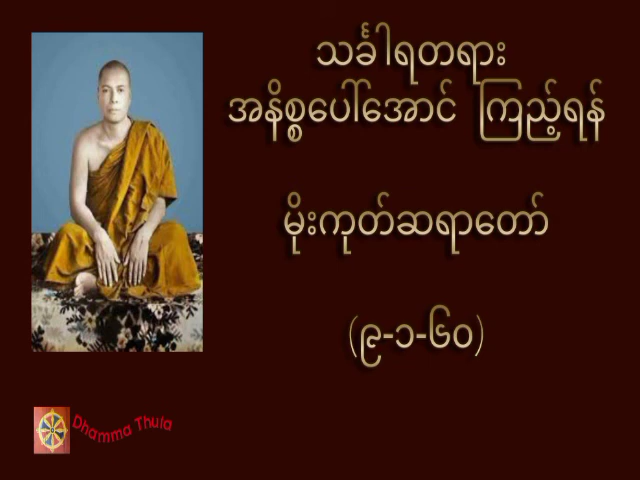 သင်္ခါရတရား
အနိစ္စပေါ်အောင် ကြည့်ရန်
မိုးကုတ်ဆရာတော်
(၉-၁-၆၀)
Dhamma Thula